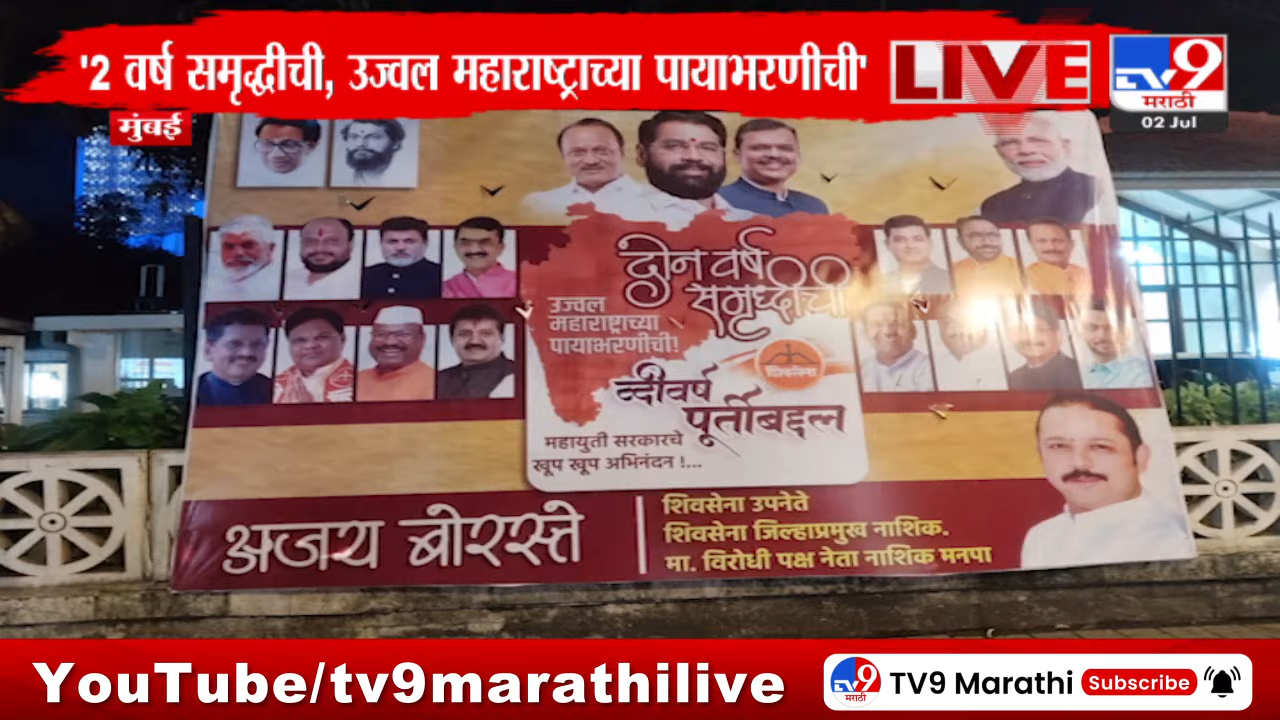 '2 वर्ष समृद्धीची, उज्वल महाराष्ट्राच्या पायाभरणीची'
LIVE
TV9
मराठी
02 Jul
मुंबई
दोन वर्ष
समृध्दीची
उज्वल
महाराष्ट्राच्या
पायाभरणीची!
शिवसेना
व्दीवर्ष
पूर्तीबद्दल
महायुती सरकारचे
खूप खूप अभिनंदन !...
अजय बोरस्ते
शिवसेना उपनेते
शिवसेना जिल्हाप्रमुख नाशिक.
मा. विरोधी पक्ष नेता नाशिक मनपा
YouTube/tv9marathilive
TV9
मराठी
TV9 Marathi
Subscribe